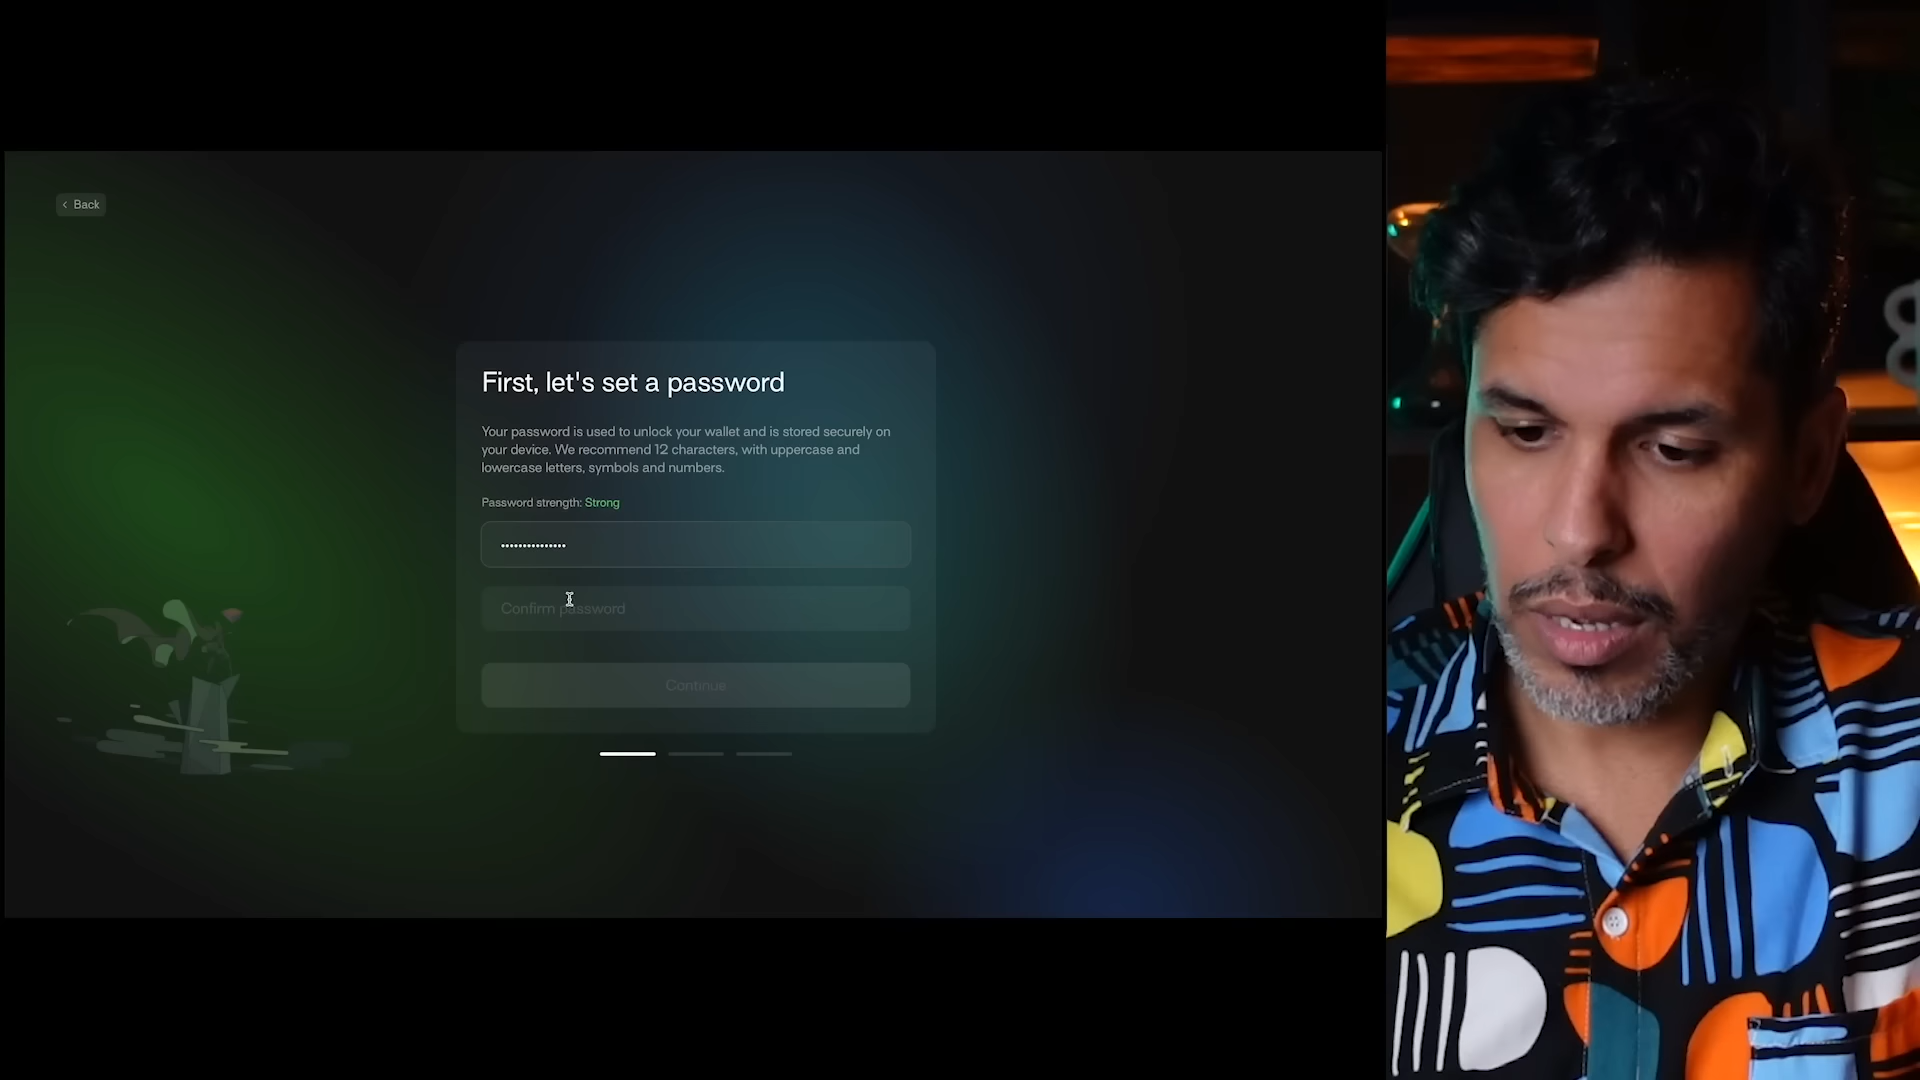 Back
First, let's set a password
Your password is used to unlock your wallet and is stored securely on
your device. We recommend 12 characters, with uppercase and
lowercase letters, symbols and numbers.
Password strength: Strong
Confirm password
Continue